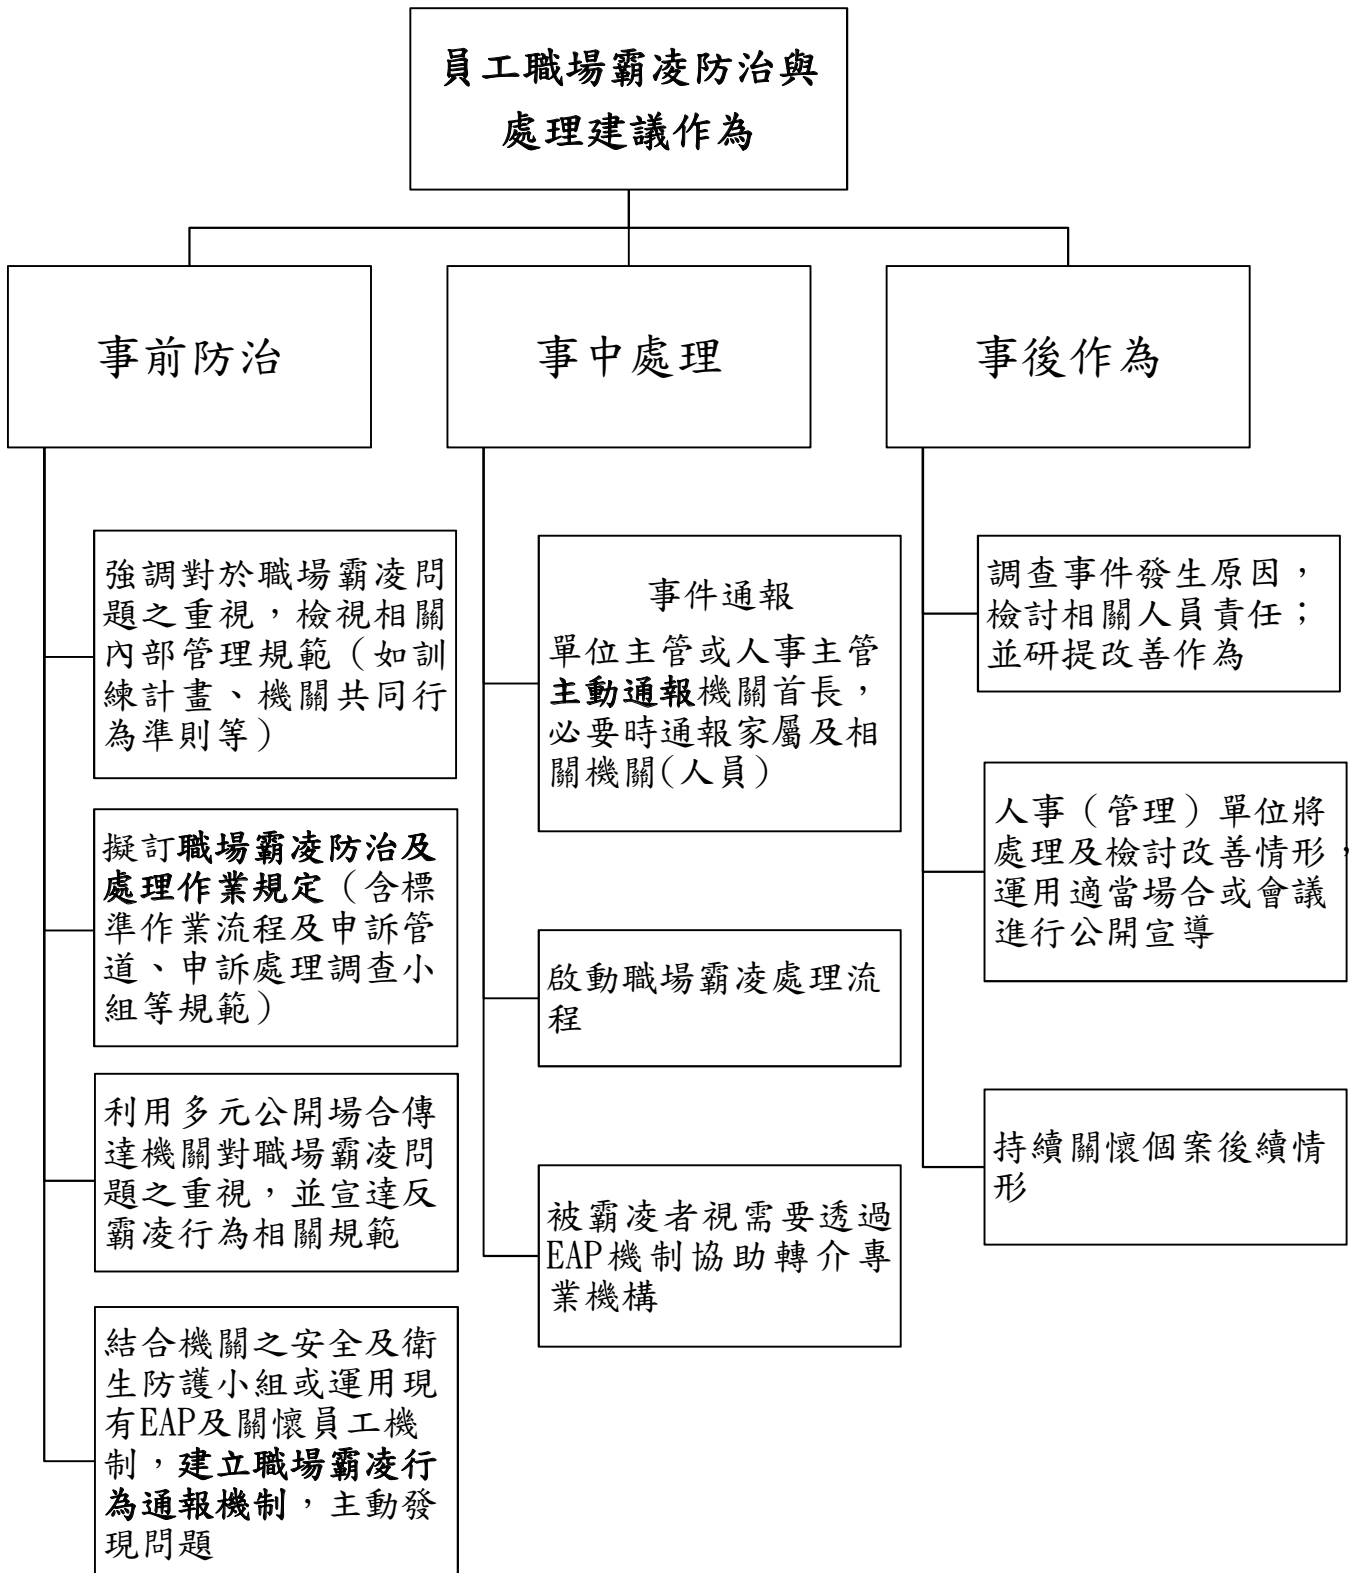 員工職場霸凌防治與
處理建議作為
事前防治
強調對於職場霸凌問
題之重視，檢視相關
內部管理規範（如訓
練計畫、機關共同行
為準則等）
擬訂職場霸凌防治及
處理作業規定（含標
準作業流程及申訴管
道、申訴處理調查小
組等規範）
利用多元公開場合傳
達機關對職場霸凌問
題之重視，並宣達反
霸凌行為相關規範
結合機關之安全及衛
生防護小組或運用現
有EAP及關懷員工機
制，建立職場霸凌行
為通報機制，主動發
現問題
事中處理
事件通報
單位主管或人事主管
主動通報機關首長，
必要時通報家屬及相
關機關(人員)
啟動職場霸凌處理流
程
被霸凌者視需要透過
EAP機制協助轉介專
業機構
事後作為
調查事件發生原因，
檢討相關人員責任；
並研提改善作為
人事（管理）單位將
處理及檢討改善情形，
運用適當場合或會議
進行公開宣導
持續關懷個案後續情
形